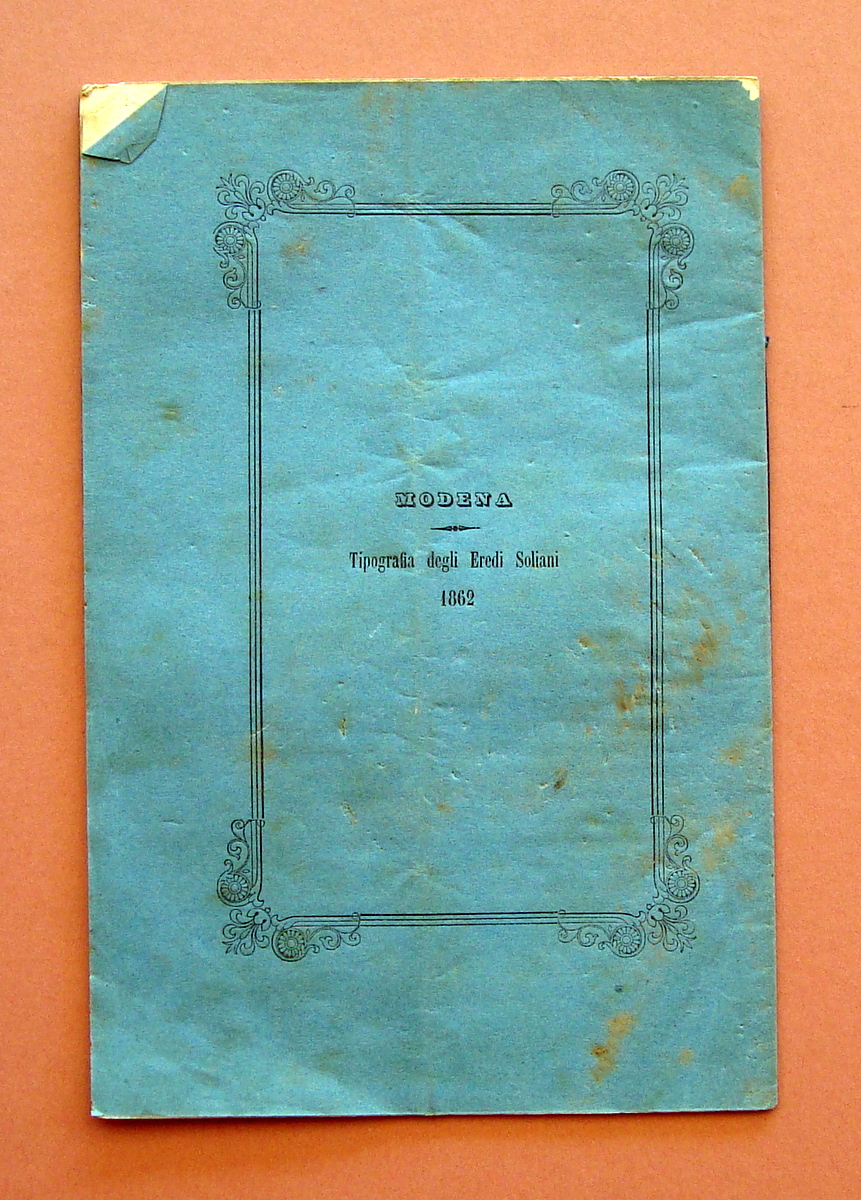 MODENA
Tipografia degli Eredi Soliani
1862